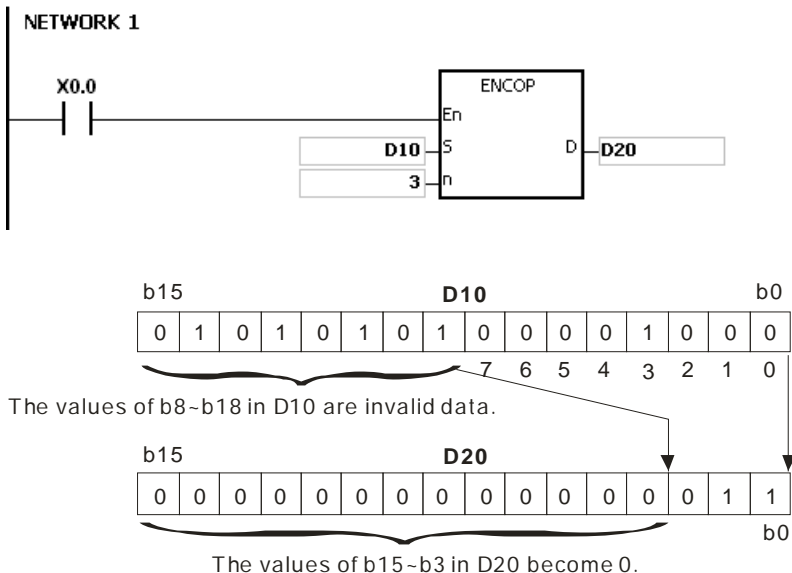 NETWORK 1
X0.0
ENCOP
En
D10 S D D20
3 n
b15 D10 b0
0 1 0 1 0 1 0 1 0 0 0 0 1 0 0 0
7 6 5 4 3 2 1 0
The values of b8~b18 in D10 are invalid data.
b15 D20
0 0 0 0 0 0 0 0 0 0 0 0 0 0 1 1
b0
The values of b15~b3 in D20 become 0.